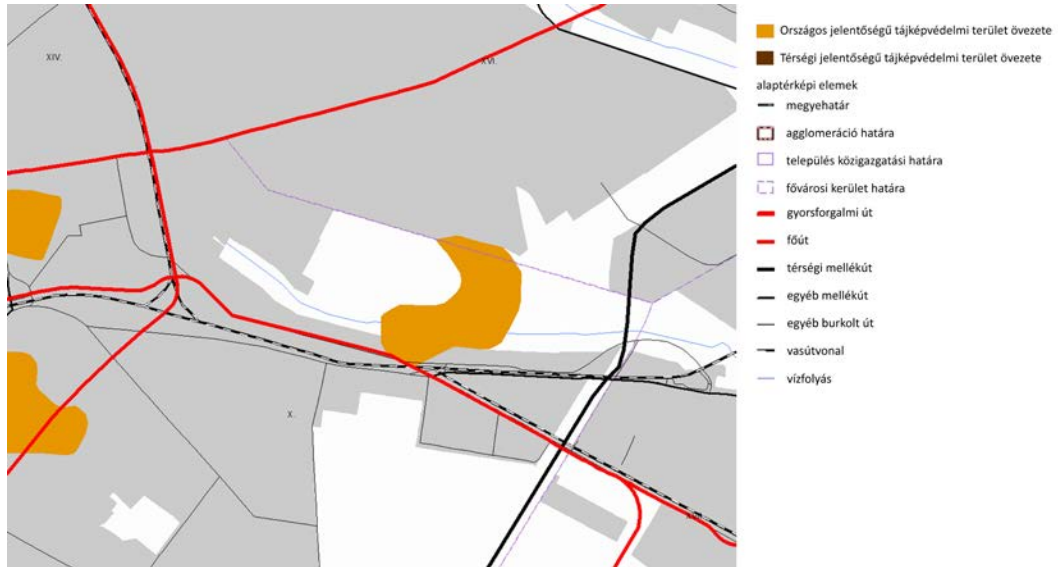 XIV.
XVI.
X.
Országos jelentőségű tájképvédelmi terület övezete
Térségi jelentőségű tájképvédelmi terület övezete
alaptérképi elemek
megyehatár
agglomeráció határa
település közigazgatási határa
fővárosi kerület határa
gyorsforgalmi út
főút
térségi mellékút
egyéb mellékút
egyéb burkolt út
vasútvonal
vízfolyás